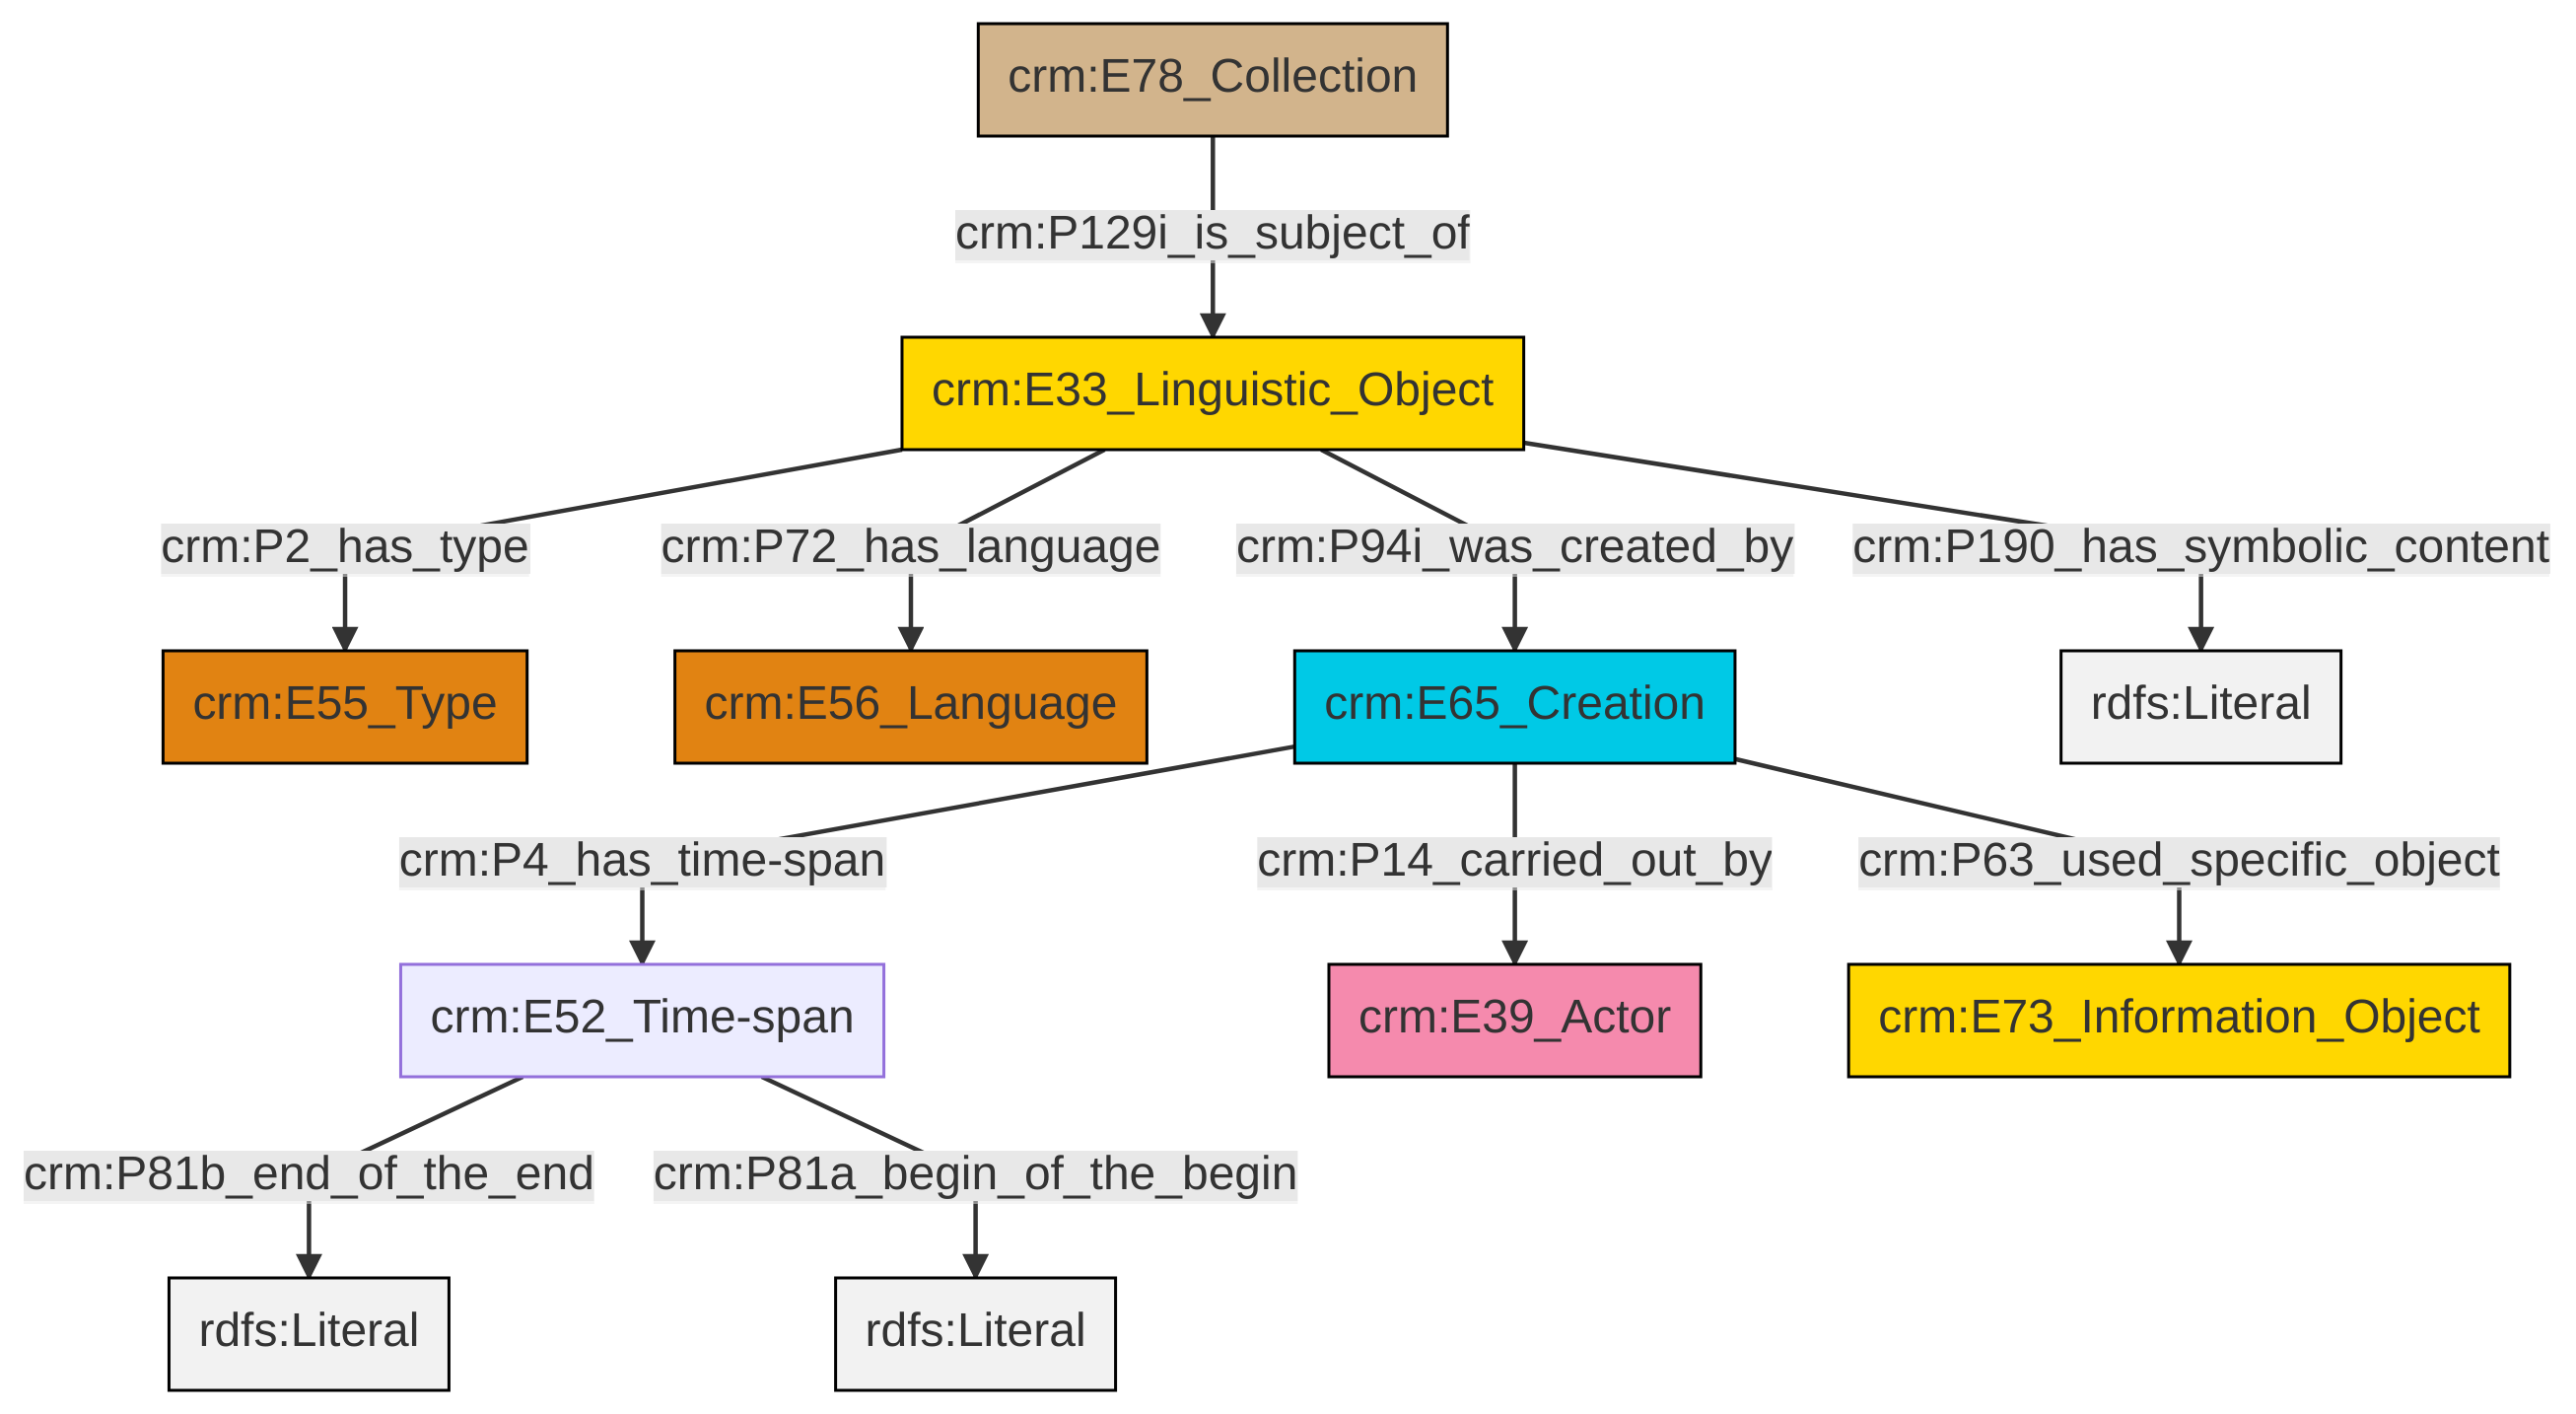 crm:E78_Collection
crm:P129i_is_subject_of
crm:E33_Linguistic_Object
crm:P2_has_type
crm:P72_has_language
crm:P94i_was_created_by
crm:P190_has_symbolic_content
crm:E55_Type
crm:E56_Language
crm:E65_Creation
rdfs:Literal
crm:P4_has_time-span
crm:P14_carried_out_by
crm:P63_used_specific_object
crm:E52_Time-span
crm:E39_Actor
crm:E73_Information_Object
crm:P81b_end_of_the_end
crm:P81a_begin_of_the_begin
rdfs:Literal
rdfs:Literal